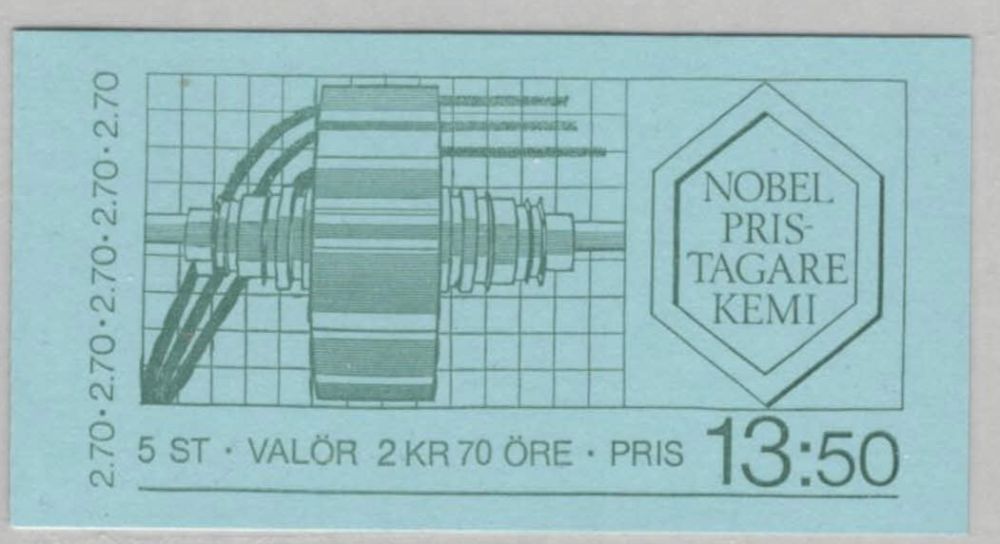 2.70·2.70·2.70·2.70·2.70
NOBEL
PRIS-
TAGARE
KEMI
5 ST · VALÖR 2 KR 70 ÖRE · PRIS 13:50